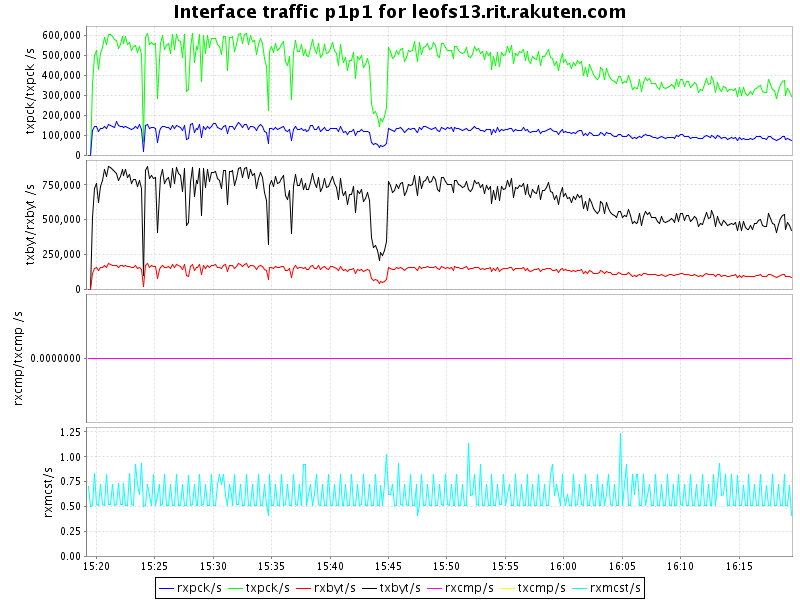 Interface traffic p1p1 for leofs13.rit.rakuten.com
txpck/txpck /s
600,000
500,000
400,000
300,000
200,000
100,000
0
txbyt/rxbyt /s
750,000
500,000
250,000
0
rxcmp/txcmp /s
0.0000000
rxmcst/s
1.25
1.00
0.75
0.50
0.25
0.00
15:20 15:25 15:30 15:35 15:40 15:45 15:50 15:55 16:00 16:05 16:10 16:15
rxpck/s txpck/s rxbyt/s txbyt/s rxcmp/s txcmp/s rxmcst/s